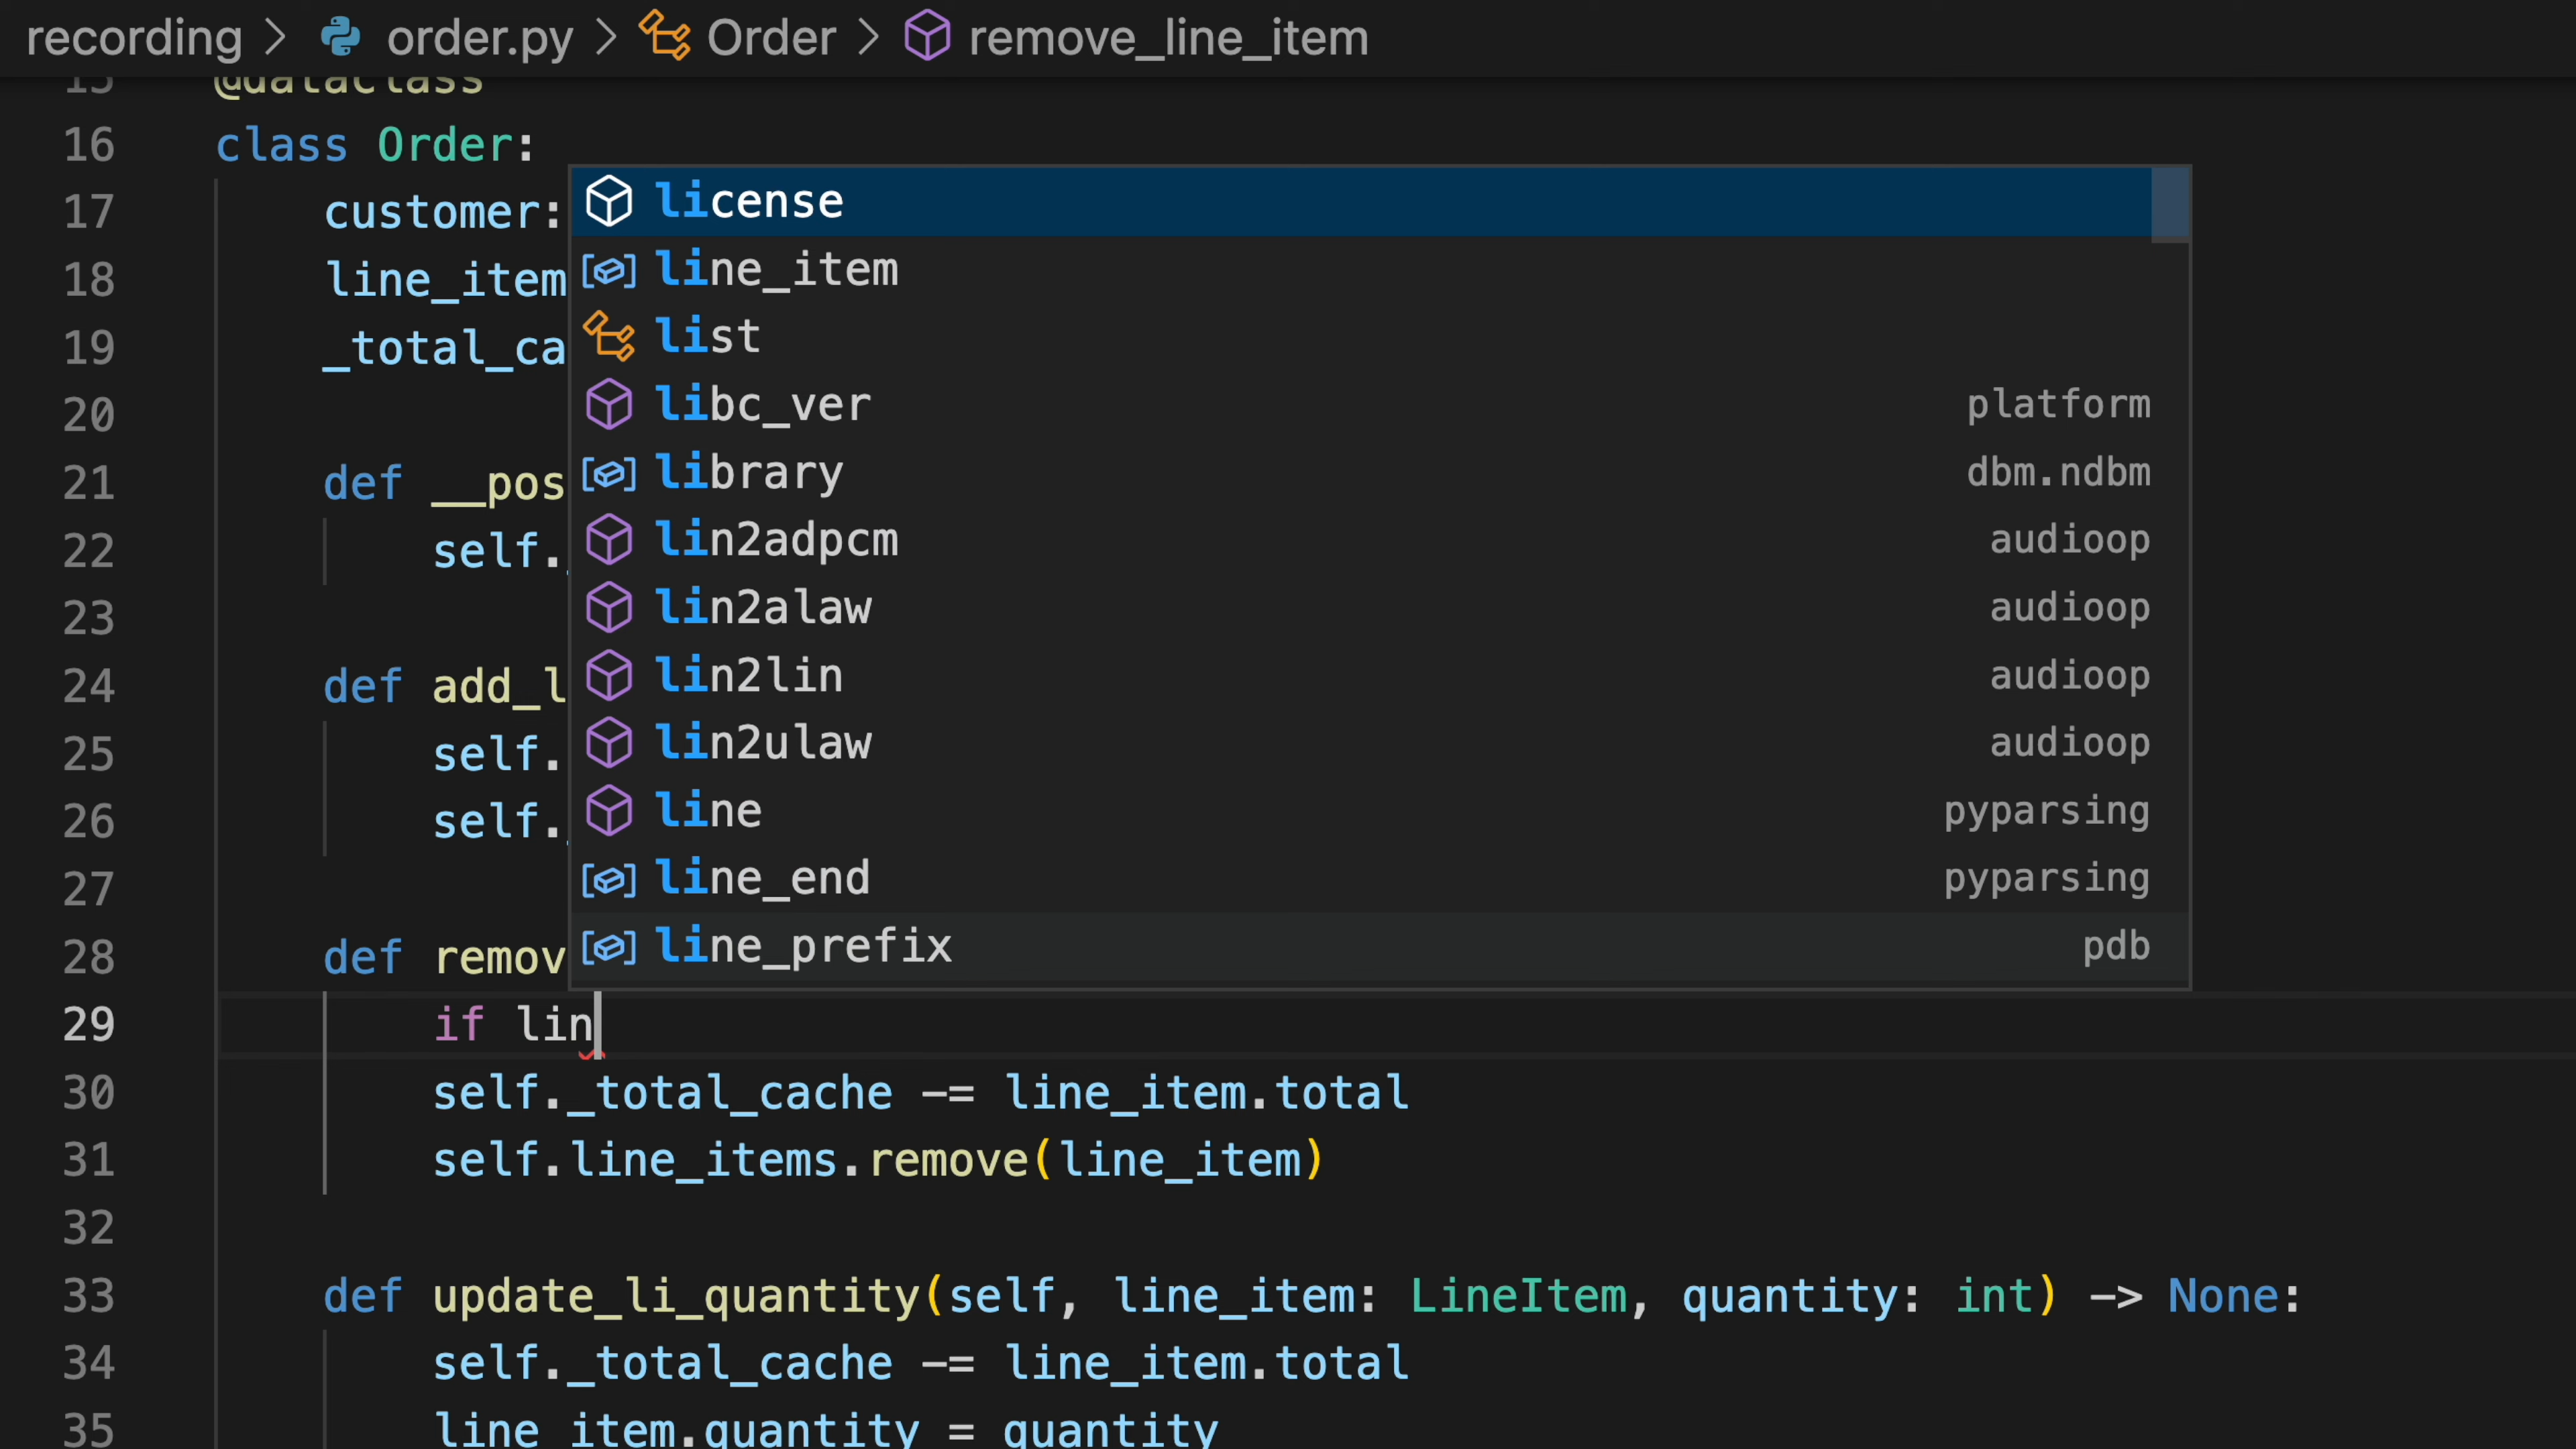 recording > order.py > Order > remove_line_item
15 @dataclass
16 class Order:
17 customer:
18 line_item
19 _total_ca
20
21 def __pos
22 self._
23
24 def add_l
25 self.
26 self._
27
28 def remov
29 if lin
30 self._total_cache -= line_item.total
31 self.line_items.remove(line_item)
32
33 def update_li_quantity(self, line_item: LineItem, quantity: int) -> None:
34 self._total_cache -= line_item.total
35 line_item.quantity = quantity
license
line_item
list
libc_ver platform
library dbm.ndbm
lin2adpcm audioop
lin2alaw audioop
lin2lin audioop
lin2ulaw audioop
line pyparsing
line_end pyparsing
line_prefix pdb